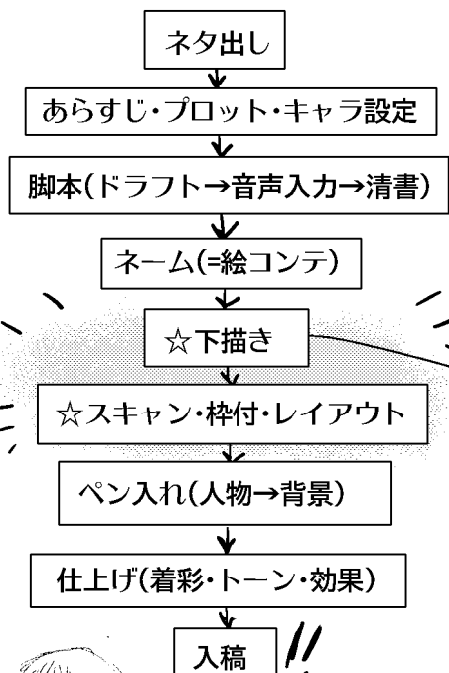 ネタ出し
あらすじ・プロット・キャラ設定
脚本(ドラフト→音声入力→清書)
ネーム(=絵コンテ)
☆下描き
☆スキャン・枠付・レイアウト
ペン入れ(人物→背景)
仕上げ(着彩・トーン・効果)
入稿